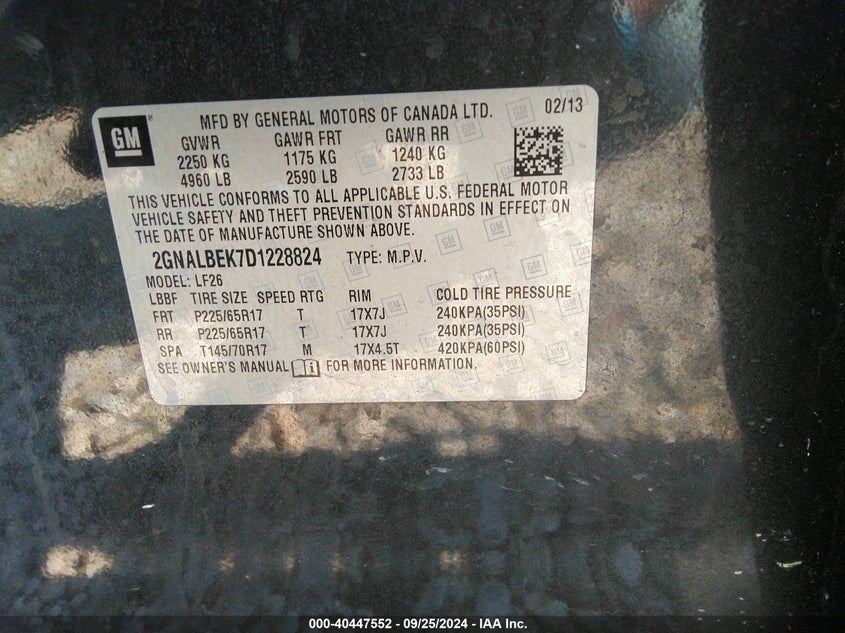 GM
MFD BY GENERAL MOTORS OF CANADA LTD. 02/13
GVWR GAWR FRT GAWR RR
2250 KG 1175 KG 1240 KG
4960 LB 2590 LB 2733 LB
THIS VEHICLE CONFORMS TO ALL APPLICABLE U.S. FEDERAL MOTOR
VEHICLE SAFETY AND THEFT PREVENTION STANDARDS IN EFFECT ON
THE DATE OF MANUFACTURE SHOWN ABOVE.
2GNALBEK7D1228824 TYPE: M.P.V.
MODEL: LF26
LBBF TIRE SIZE SPEED RTG RIM COLD TIRE PRESSURE
FRT P225/65R17 T 17X7J 240KPA(35PSI)
RR P225/65R17 T 17X7J 240KPA(35PSI)
SPA T145/70R17 M 17X4.5T 420KPA(60PSI)
SEE OWNER'S MANUAL i FOR MORE INFORMATION.
000-40447552 - 09/25/2024 - IAA, Inc.